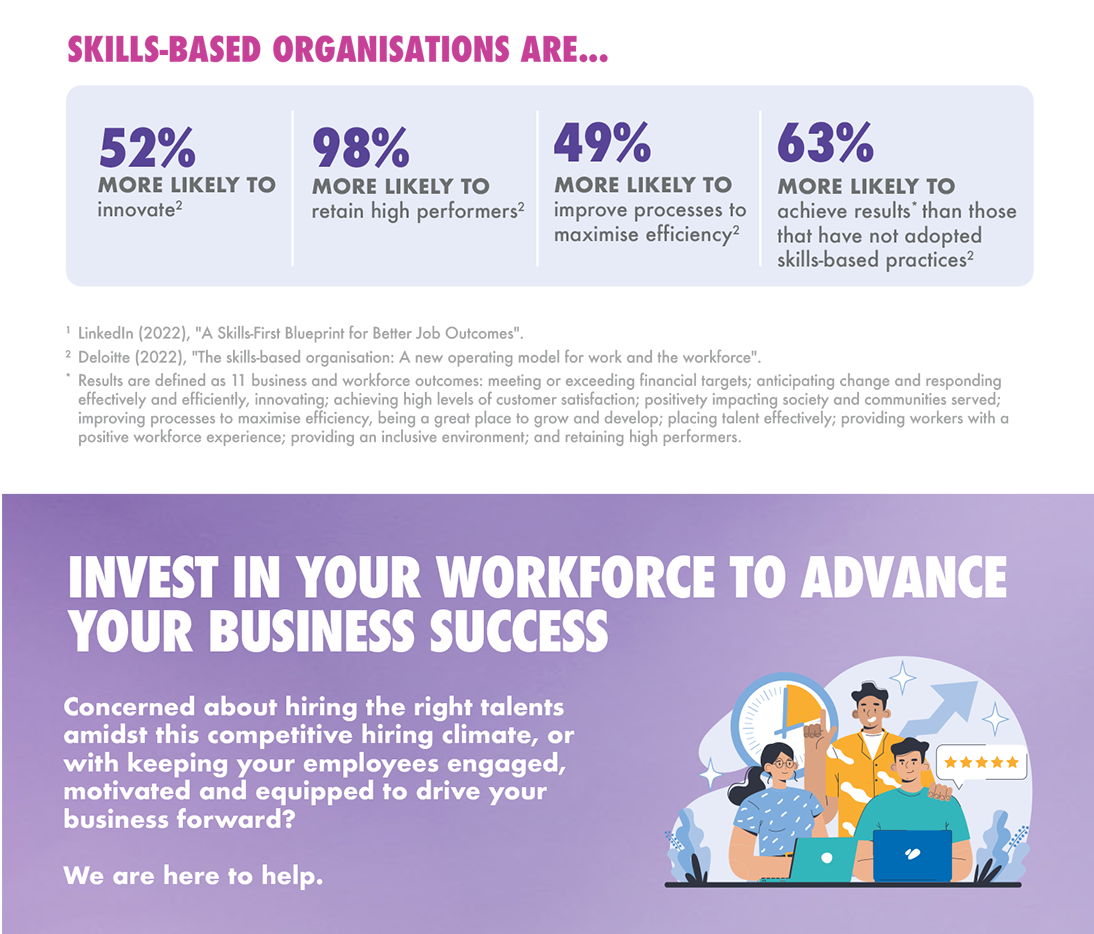 SKILLS-BASED ORGANISATIONS ARE...
52%
MORE LIKELY TO
innovate²
98%
MORE LIKELY TO
retain high performers²
49%
MORE LIKELY TO
improve processes to
maximise efficiency²
63%
MORE LIKELY TO
achieve results* than those
that have not adopted
skills-based practices²
¹ LinkedIn (2022), "A Skills-First Blueprint for Better Job Outcomes".
² Deloitte (2022), "The skills-based organisation: A new operating model for work and the workforce".
* Results are defined as 11 business and workforce outcomes: meeting or exceeding financial targets; anticipating change and responding
effectively and efficiently, innovating; achieving high levels of customer satisfaction; positivety impacting society and communities served;
improving processes to maximise efficiency, being a great place to grow and develop; placing talent effectively; providing workers with a
positive workforce experience; providing an inclusive environment; and retaining high performers.
INVEST IN YOUR WORKFORCE TO ADVANCE
YOUR BUSINESS SUCCESS
Concerned about hiring the right talents
amidst this competitive hiring climate, or
with keeping your employees engaged,
motivated and equipped to drive your
business forward?
We are here to help.